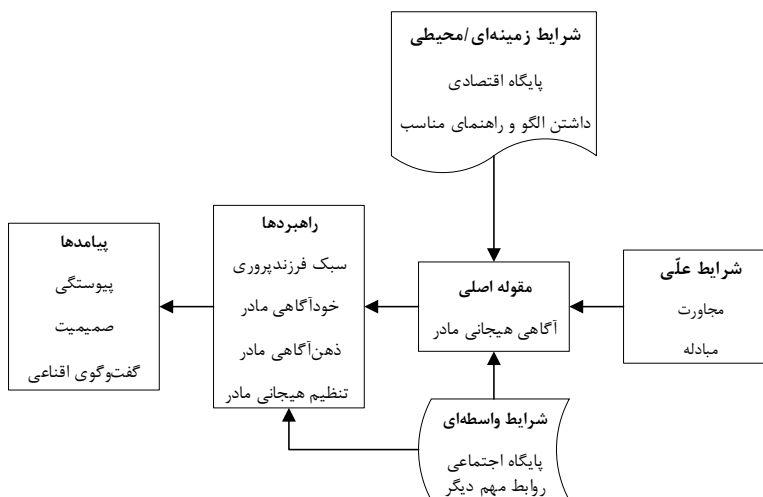 شرایط زمینه‌ای/محیطی
پایگاه اقتصادی
داشتن الگو و راهنمای مناسب
شرایط علّی
مجاورت
مبادله
مقوله اصلی
آگاهی هیجانی مادر
شرایط واسطه‌ای
پایگاه اجتماعی
روابط مهم دیگر
راهبردها
سبک فرزندپروری
خودآگاهی مادر
ذهن‌آگاهی مادر
تنظیم هیجانی مادر
پیامدها
پیوستگی
صمیمیت
گفت‌وگوی اقناعی